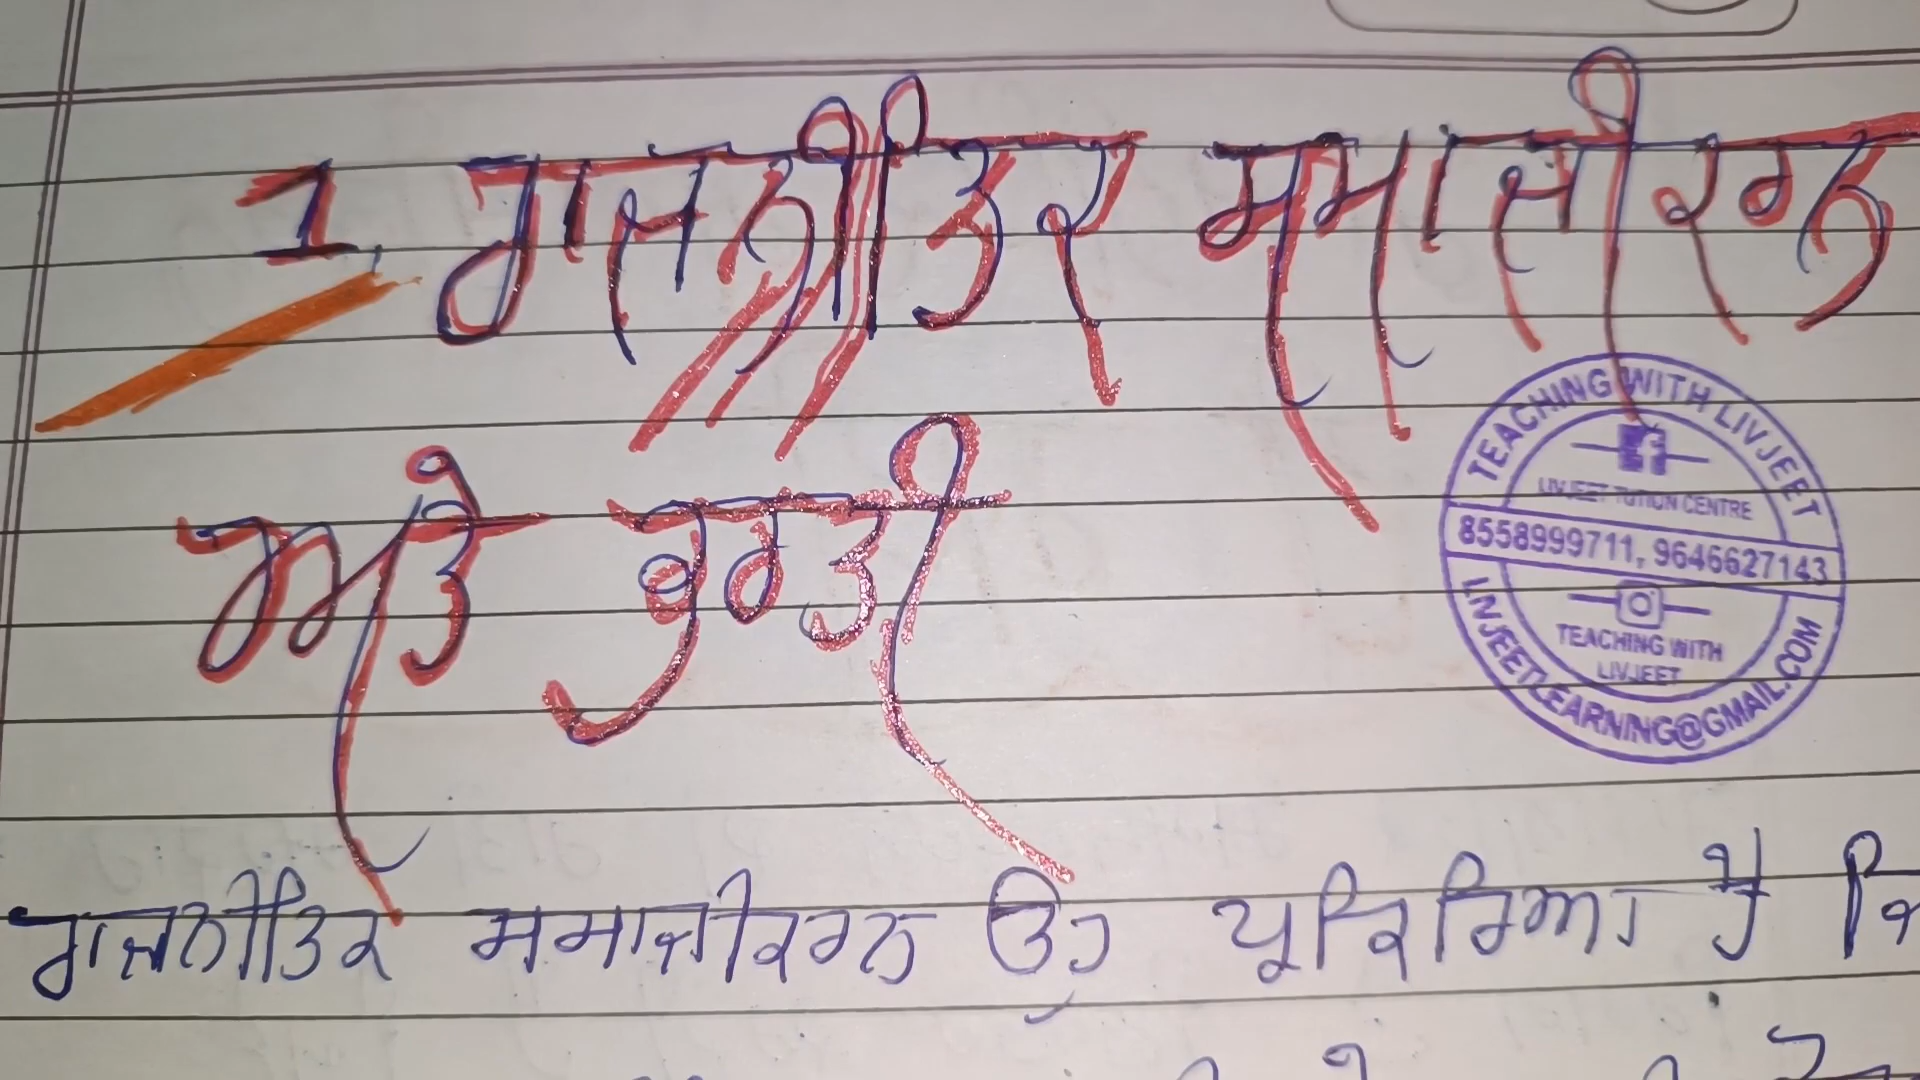 1. ਰਾਜਨੀਤਿਕ ਸਮਾਜੀਕਰਨ
ਅਤੇ ਭਰਤੀ
TEACHING WITH LIVJEET
LIVJEET TUTION CENTRE
8558999711, 9646627143
TEACHING WITH
LIVJEET
LIVJEETLEARNING@GMAIL.COM
ਰਾਜਨੀਤਿਕ ਸਮਾਜੀਕਰਨ ਉਹ ਪ੍ਰਕਿਰਿਆ ਹੈ